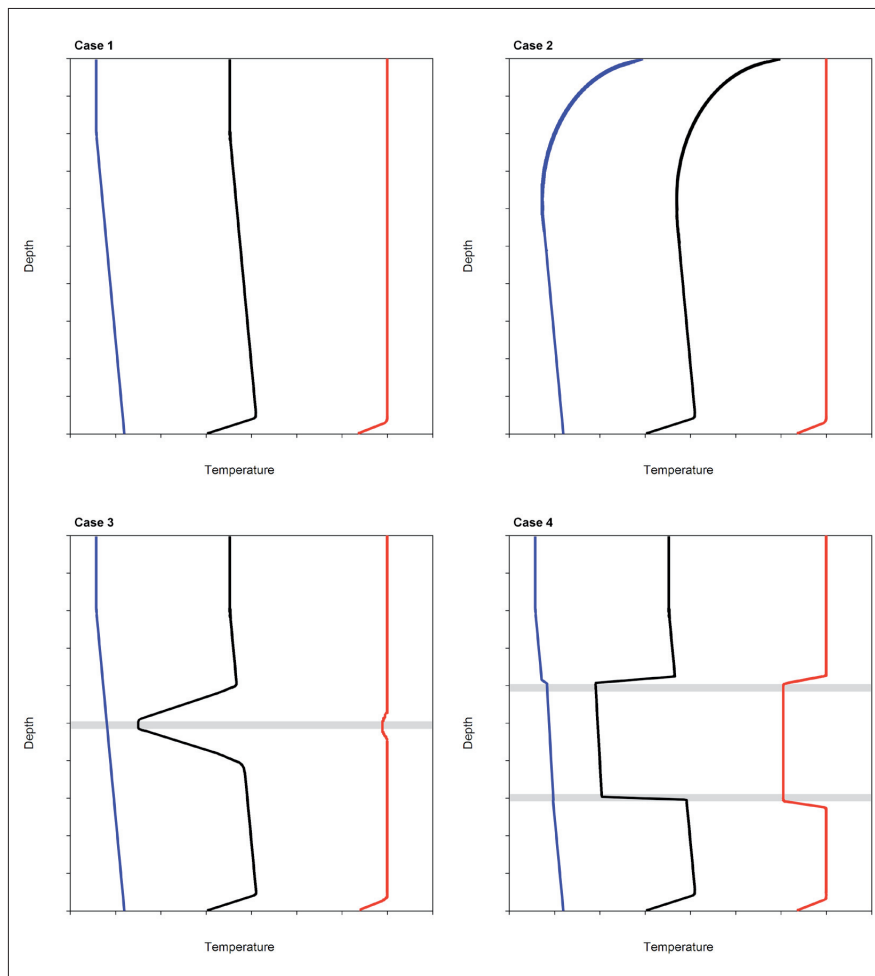 Case 1
Depth
Temperature
Case 2
Depth
Temperature
Case 3
Depth
Temperature
Case 4
Depth
Temperature